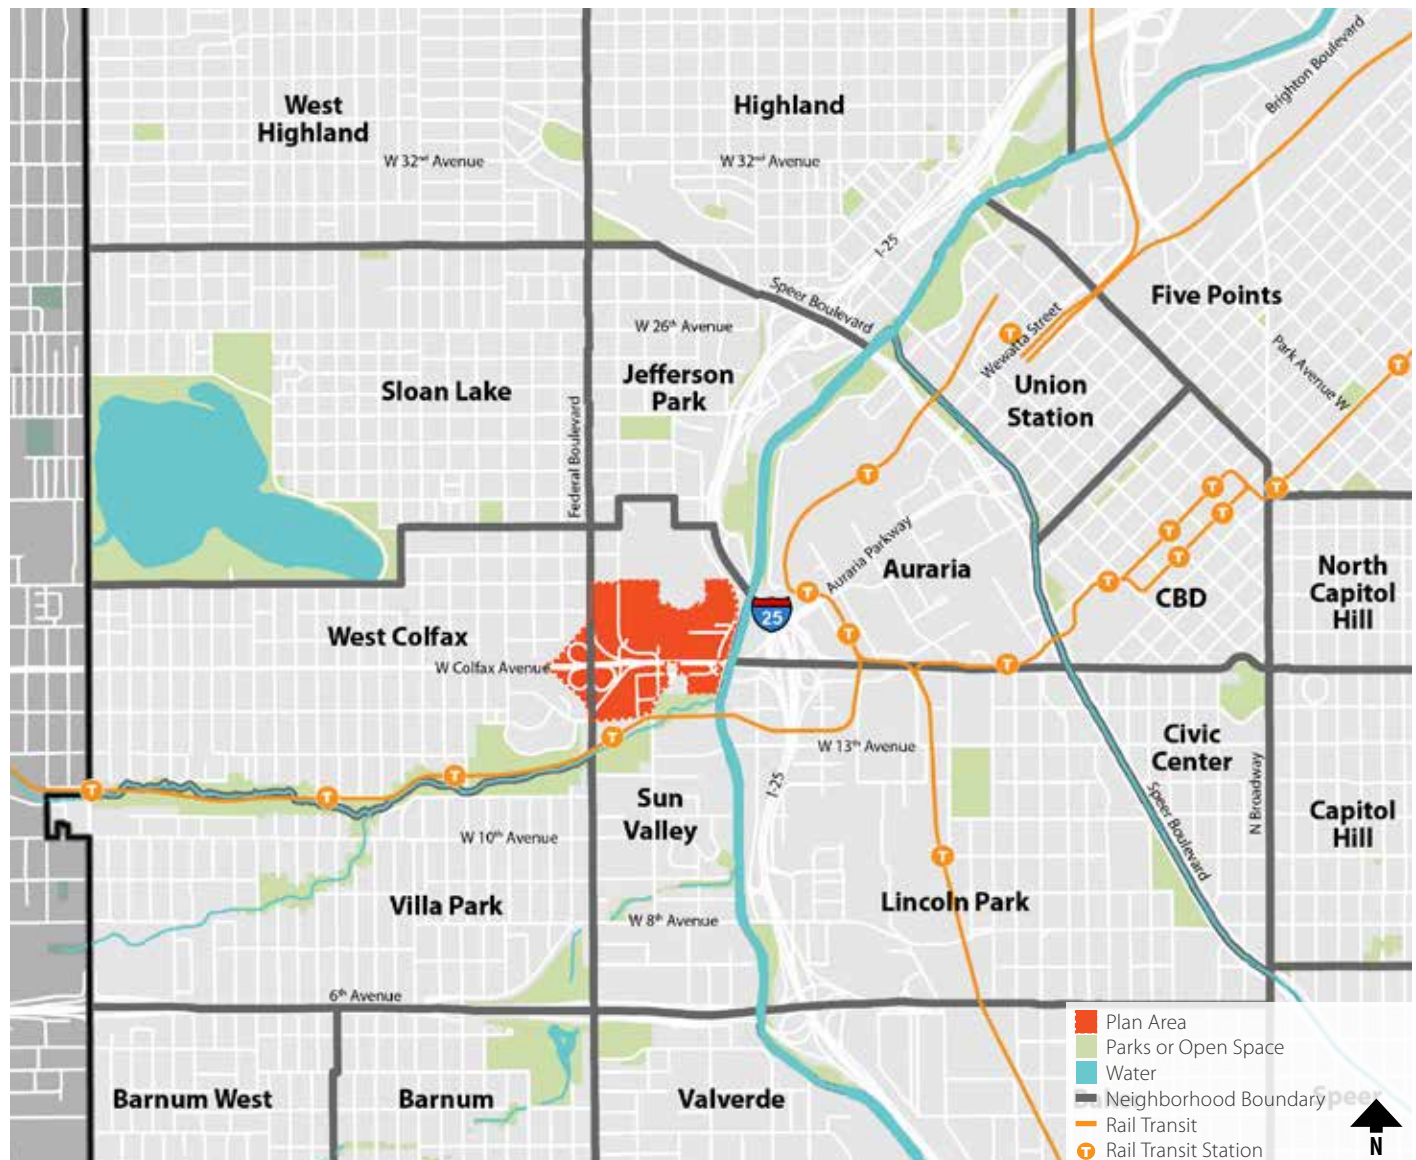 West
Highland
Highland
W 32nd Avenue
W 32nd Avenue
Brighton Boulevard
I-25
Speer Boulevard
Five Points
W 26th Avenue
Wewatta Street
Park Avenue W
Jefferson
Park
Sloan Lake
Union
Station
Federal Boulevard
T
T
T
T
T
T
T
T
T
Auraria Parkway
Auraria
North
Capitol
Hill
CBD
T
T
T
25
West Colfax
W Colfax Avenue
T
W 13th Avenue
Civic
Center
T
T
T
I-25
Sun
Valley
N Broadway
Speer Boulevard
Capitol
Hill
W 10th Avenue
T
Villa Park
Lincoln Park
W 8th Avenue
6th Avenue
Barnum West
Barnum
Valverde
Plan Area
Parks or Open Space
Water
Neighborhood Boundary
Speer
Rail Transit
T Rail Transit Station
N